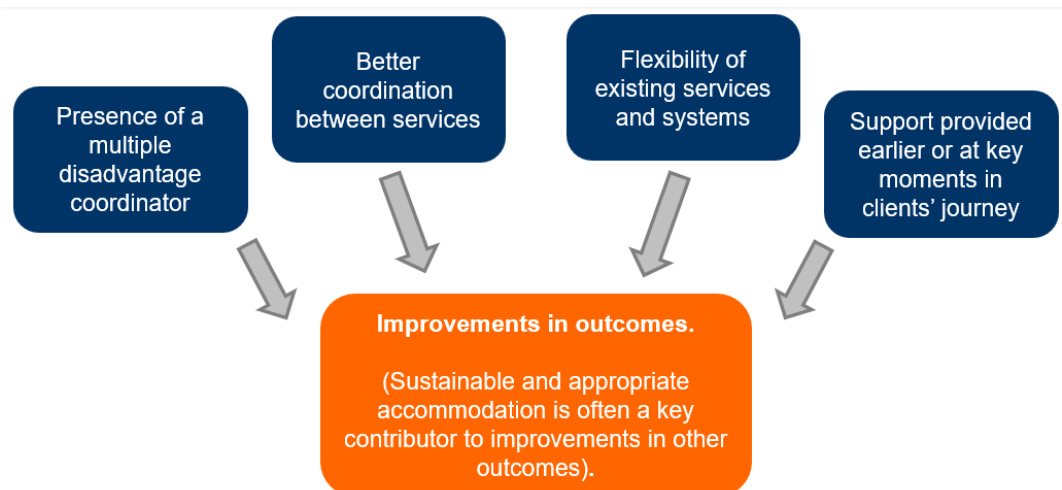 Presence of a
multiple
disadvantage
coordinator
Better
coordination
between services
Flexibility of
existing services
and systems
Support provided
earlier or at key
moments in
clients’ journey
Improvements in outcomes.
(Sustainable and appropriate
accommodation is often a key
contributor to improvements in other
outcomes).